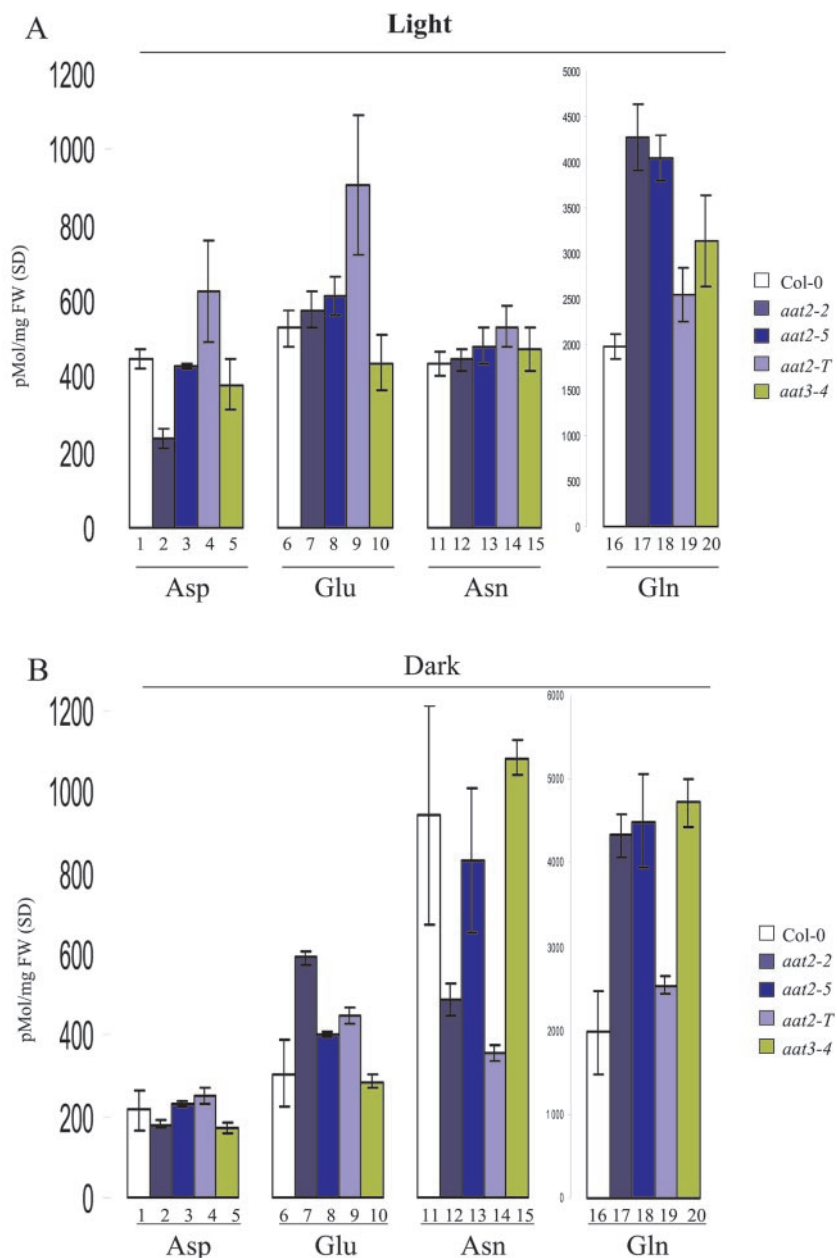 A
Light
1200
1000
800
600
400
200
0
pMol/mg FW (SD)
5000
4500
4000
3500
3000
2500
2000
1500
1000
500
0
1 2 3 4 5 6 7 8 9 10 11 12 13 14 15 16 17 18 19 20
Asp Glu Asn Gln
Col-0
aat2-2
aat2-5
aat2-T
aat3-4
B
Dark
1200
1000
800
600
400
200
0
pMol/mg FW (SD)
6000
5000
4000
3000
2000
1 000
0
1 2 3 4 5 6 7 8 9 10 11 12 13 14 15 16 17 18 19 20
Asp Glu Asn Gln
Col-0
aat2-2
aat2-5
aat2-T
aat3-4